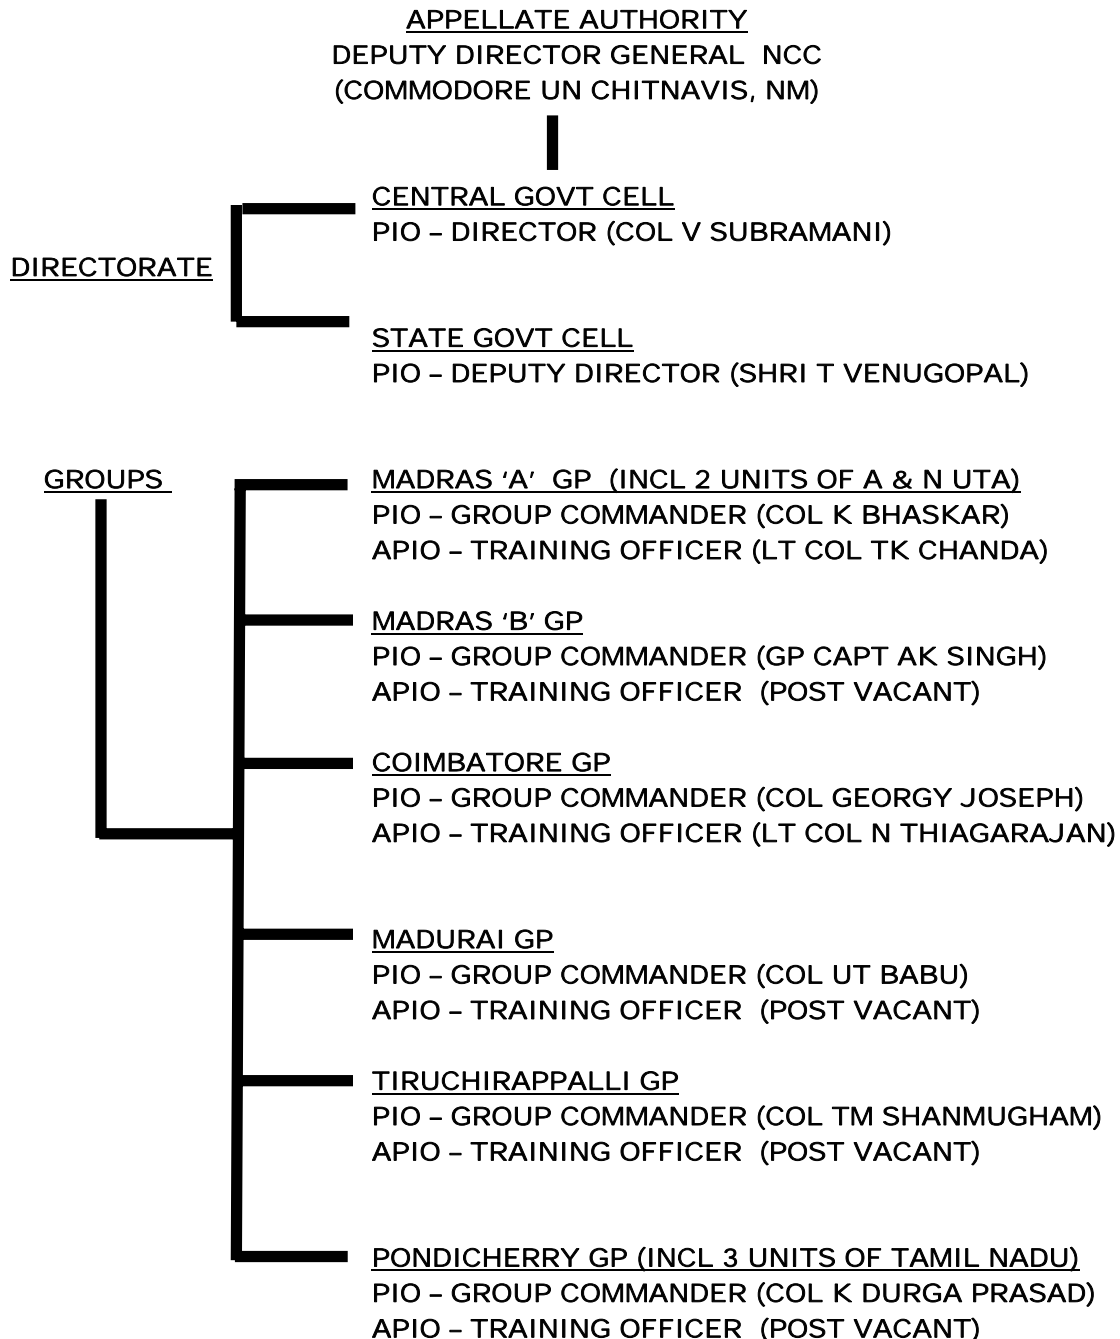 APPELLATE AUTHORITY
DEPUTY DIRECTOR GENERAL NCC
(COMMODORE UN CHITNAVIS, NM)
CENTRAL GOVT CELL
PIO – DIRECTOR (COL V SUBRAMANI)
DIRECTORATE
STATE GOVT CELL
PIO – DEPUTY DIRECTOR (SHRI T VENUGOPAL)
GROUPS
MADRAS ‘A’ GP (INCL 2 UNITS OF A & N UTA)
PIO – GROUP COMMANDER (COL K BHASKAR)
APIO – TRAINING OFFICER (LT COL TK CHANDA)
MADRAS ‘B’ GP
PIO – GROUP COMMANDER (GP CAPT AK SINGH)
APIO – TRAINING OFFICER (POST VACANT)
COIMBATORE GP
PIO – GROUP COMMANDER (COL GEORGY JOSEPH)
APIO – TRAINING OFFICER (LT COL N THIAGARAJAN)
MADURAI GP
PIO – GROUP COMMANDER (COL UT BABU)
APIO – TRAINING OFFICER (POST VACANT)
TIRUCHIRAPPALLI GP
PIO – GROUP COMMANDER (COL TM SHANMUGHAM)
APIO – TRAINING OFFICER (POST VACANT)
PONDICHERRY GP (INCL 3 UNITS OF TAMIL NADU)
PIO – GROUP COMMANDER (COL K DURGA PRASAD)
APIO – TRAINING OFFICER (POST VACANT)